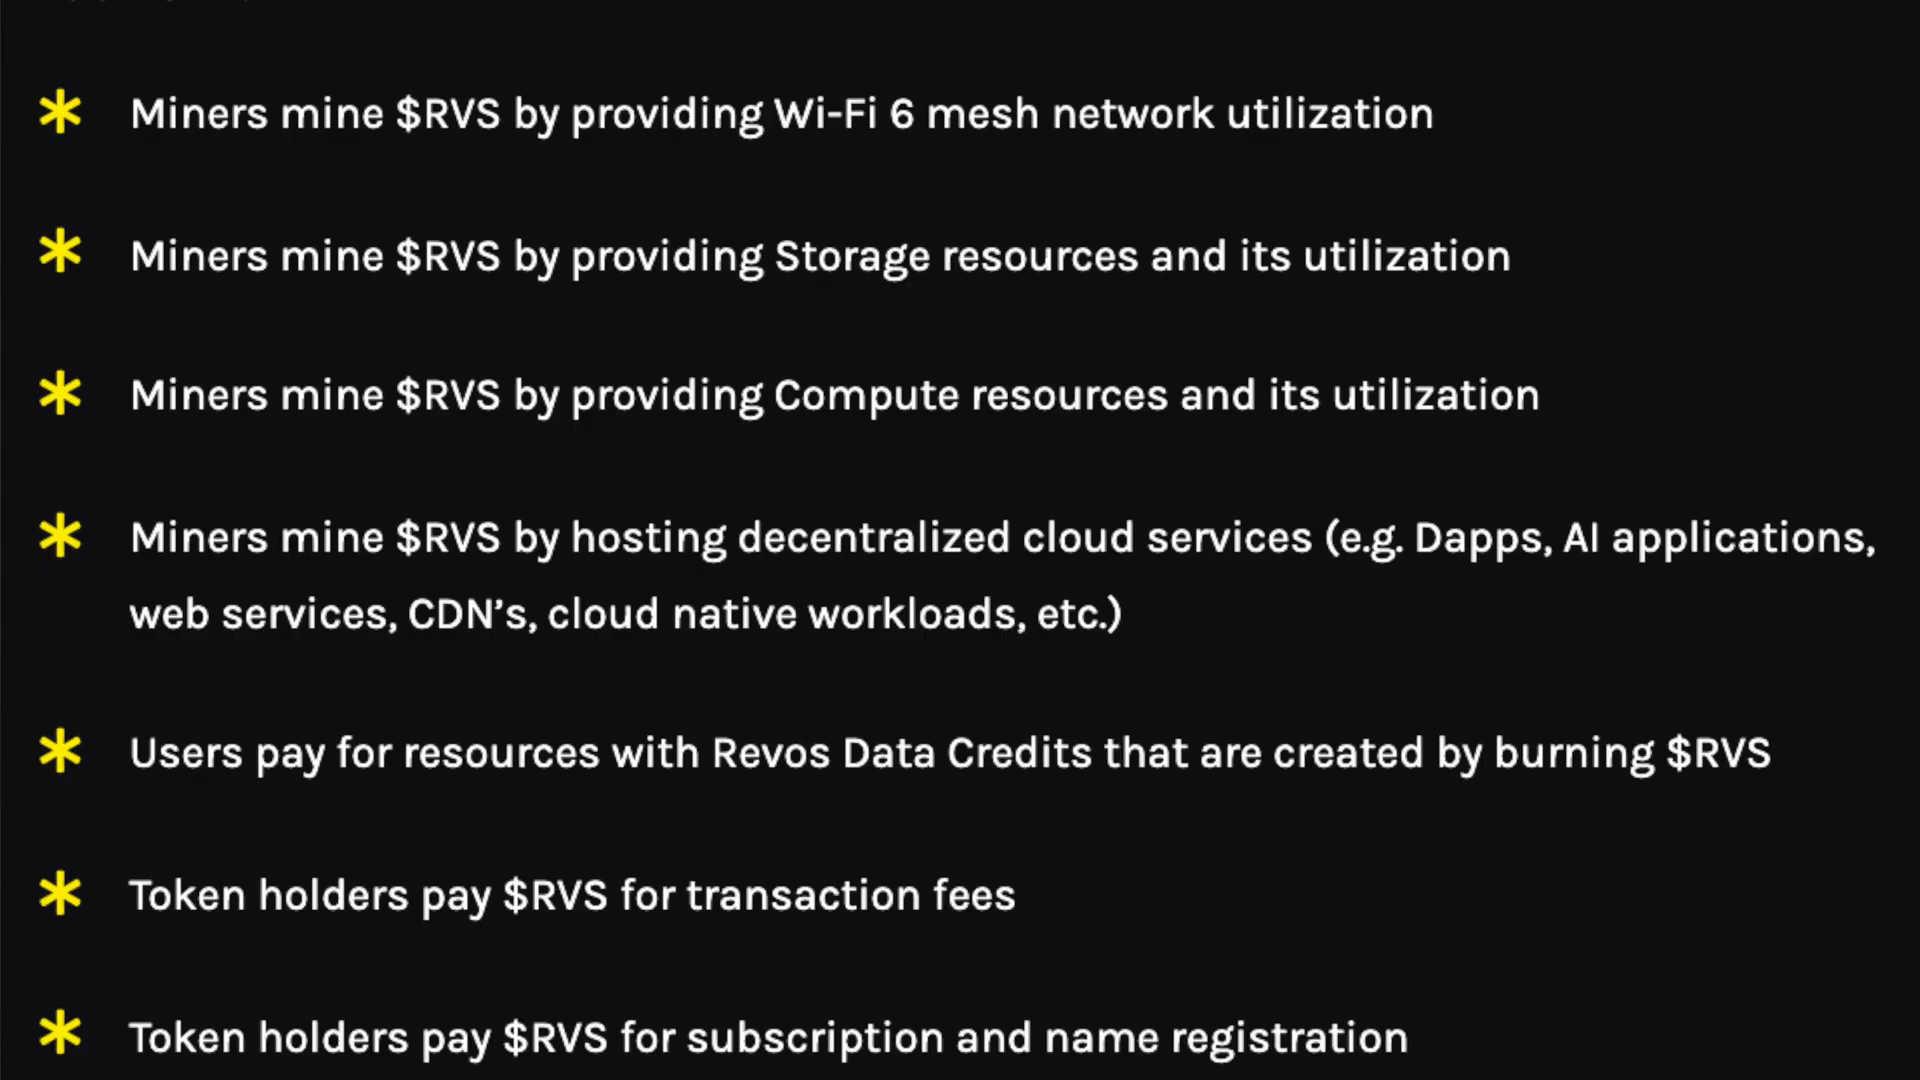 * Miners mine $RVS by providing Wi-Fi 6 mesh network utilization
* Miners mine $RVS by providing Storage resources and its utilization
* Miners mine $RVS by providing Compute resources and its utilization
* Miners mine $RVS by hosting decentralized cloud services (e.g. Dapps, AI applications,
web services, CDN’s, cloud native workloads, etc.)
* Users pay for resources with Revos Data Credits that are created by burning $RVS
* Token holders pay $RVS for transaction fees
* Token holders pay $RVS for subscription and name registration